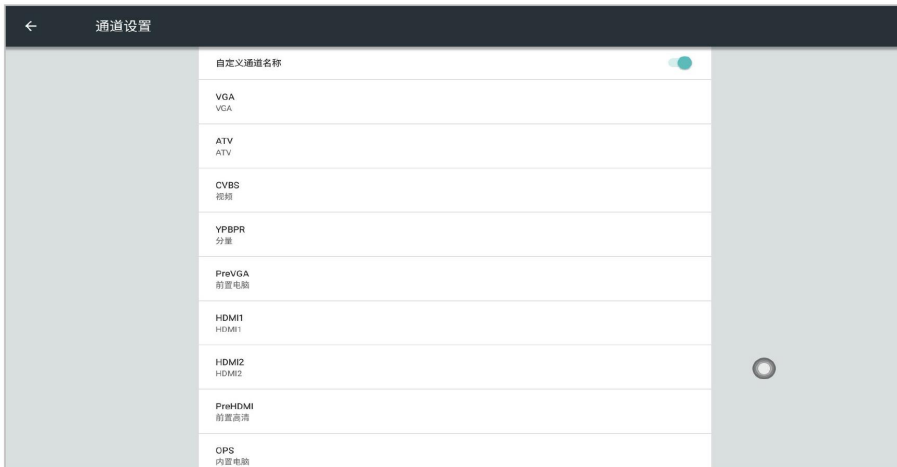 通道设置
自定义通道名称
VGA
VGA
ATV
ATV
CVBS
视频
YPBPR
分量
PreVGA
前置电脑
HDMI1
HDMI1
HDMI2
HDMI2
PreHDMI
前置高清
OPS
内置电脑